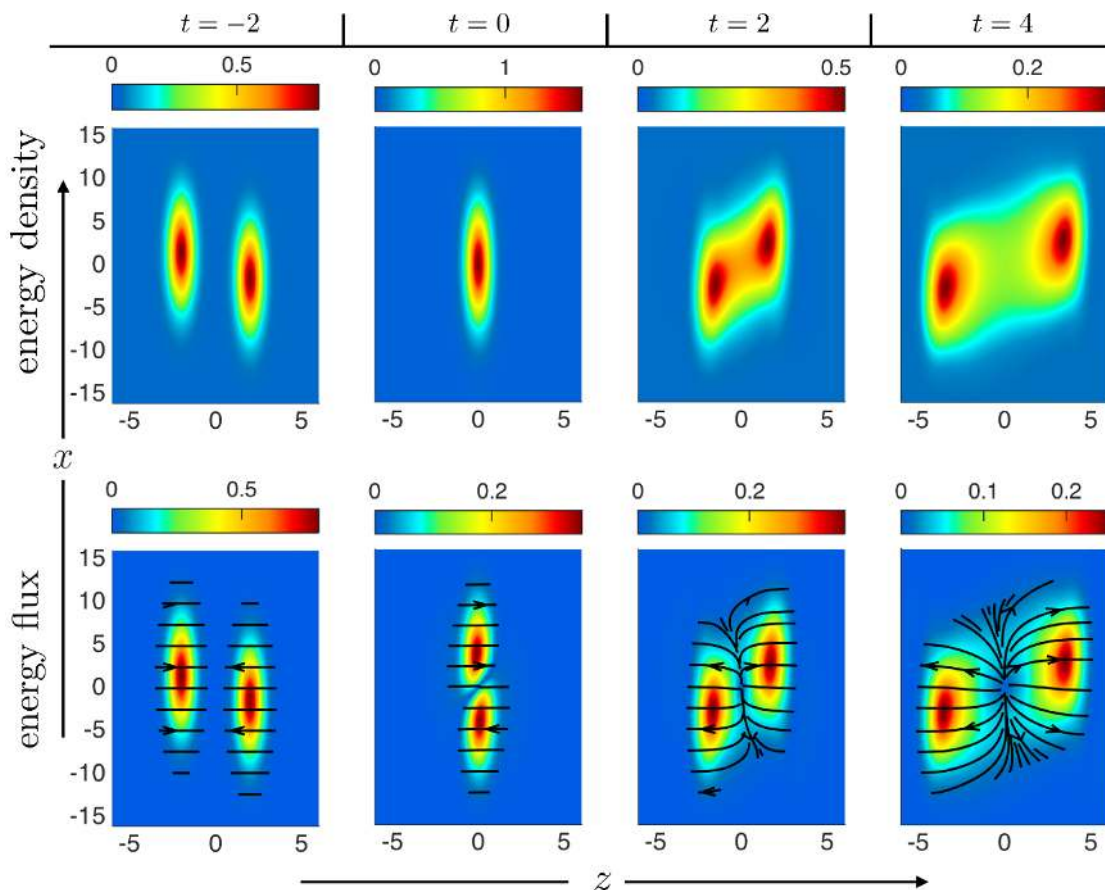 t = −2 t = 0 t = 2 t = 4
0 0.5 0 1 0 0.5 0 0.2
energy density
15
10
5
0
-5
-10
-15
-5 0 5 -5 0 5 -5 0 5 -5 0 5
x
0 0.5 0 0.2 0 0.2 0 0.1 0.2
energy flux
15
10
5
0
-5
-10
-15
-5 0 5 -5 0 5 -5 0 5 -5 0 5
z